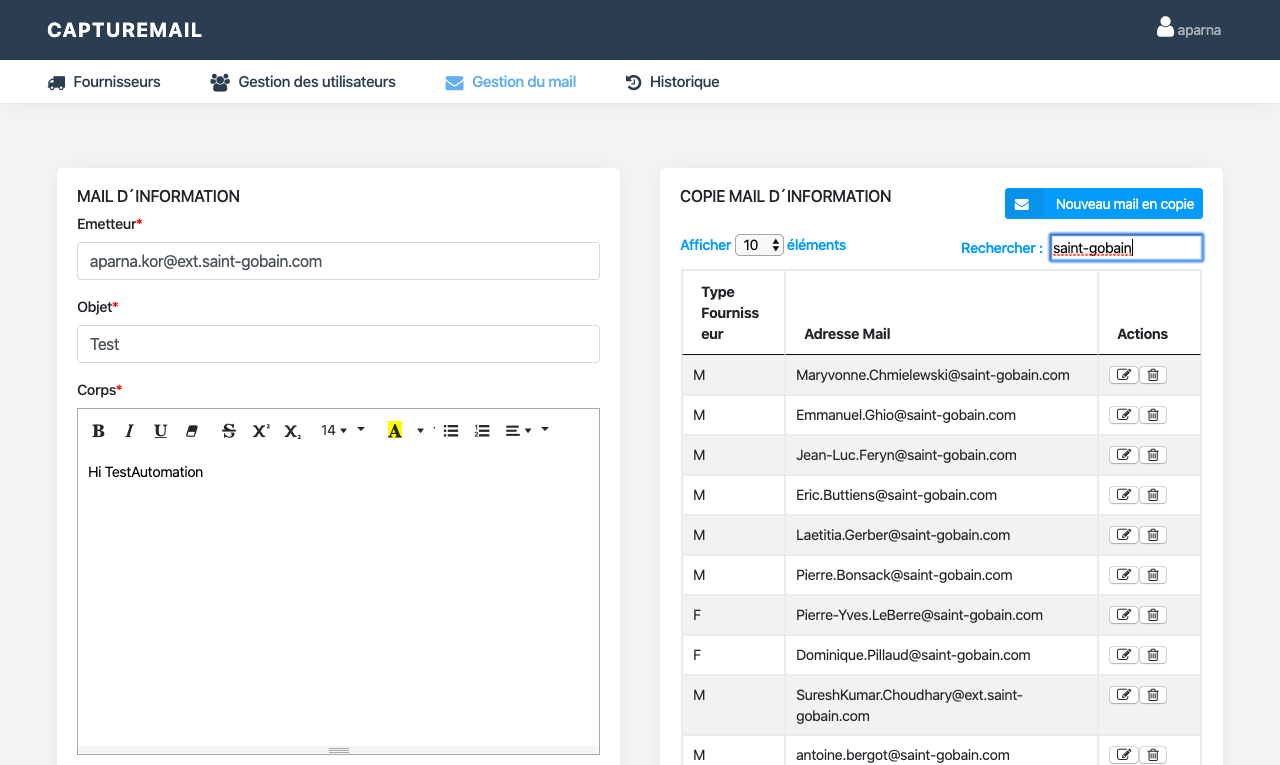 CAPTUREMAIL
aparna
Fournisseurs
Gestion des utilisateurs
Gestion du mail
Historique
MAIL D´INFORMATION
Emetteur*
aparna.kor@ext.saint-gobain.com
Objet*
Test
Corps*
B I U S X² X₂ 14 A
Hi TestAutomation
COPIE MAIL D´INFORMATION
Nouveau mail en copie
Afficher 10 éléments
Rechercher : saint-gobain
Type
Fourniss
eur
Adresse Mail
Actions
M Maryvonne.Chmielewski@saint-gobain.com
M Emmanuel.Ghio@saint-gobain.com
M Jean-Luc.Feryn@saint-gobain.com
M Eric.Buttiens@saint-gobain.com
M Laetitia.Gerber@saint-gobain.com
M Pierre.Bonsack@saint-gobain.com
F Pierre-Yves.LeBerre@saint-gobain.com
F Dominique.Pillaud@saint-gobain.com
M SureshKumar.Choudhary@ext.saint-
gobain.com
M antoine.bergot@saint-gobain.com